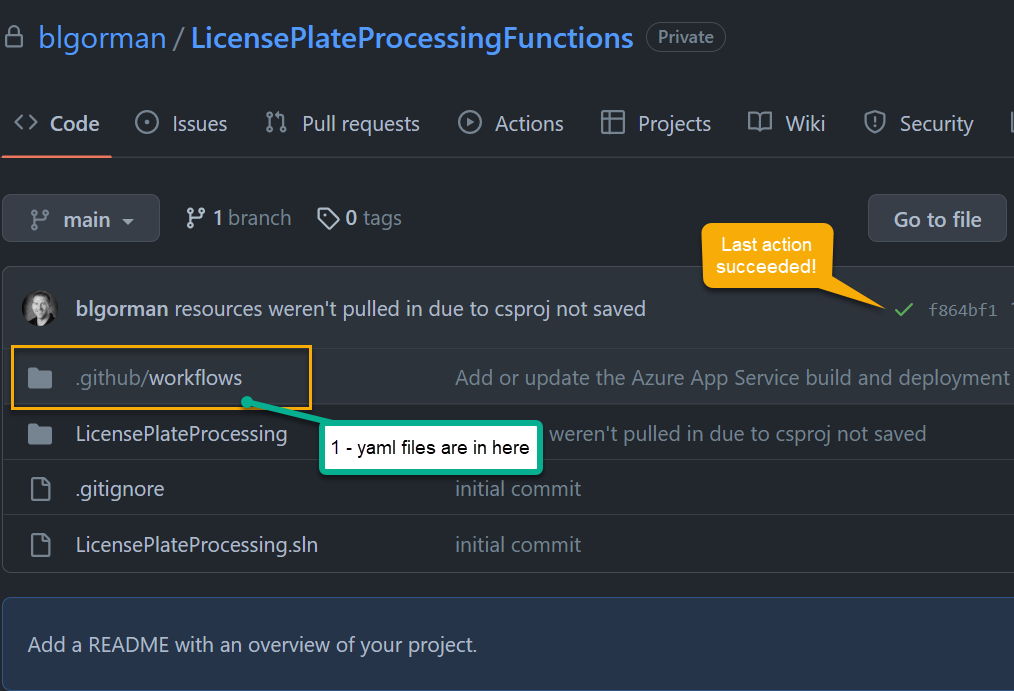 blgorman / LicensePlateProcessingFunctions Private
Code Issues Pull requests Actions Projects Wiki Security
main 1 branch 0 tags Go to file
Last action
succeeded!
blgorman resources weren't pulled in due to csproj not saved f864bf1
.github/workflows Add or update the Azure App Service build and deployment
LicensePlateProcessing weren't pulled in due to csproj not saved
1 - yaml files are in here
.gitignore initial commit
LicensePlateProcessing.sln initial commit
Add a README with an overview of your project.